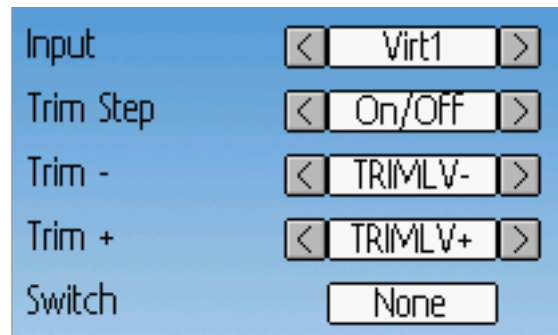 Input < Virt1 >
Trim Step < On/Off >
Trim - < TRIMLV- >
Trim + < TRIMLV+ >
Switch None